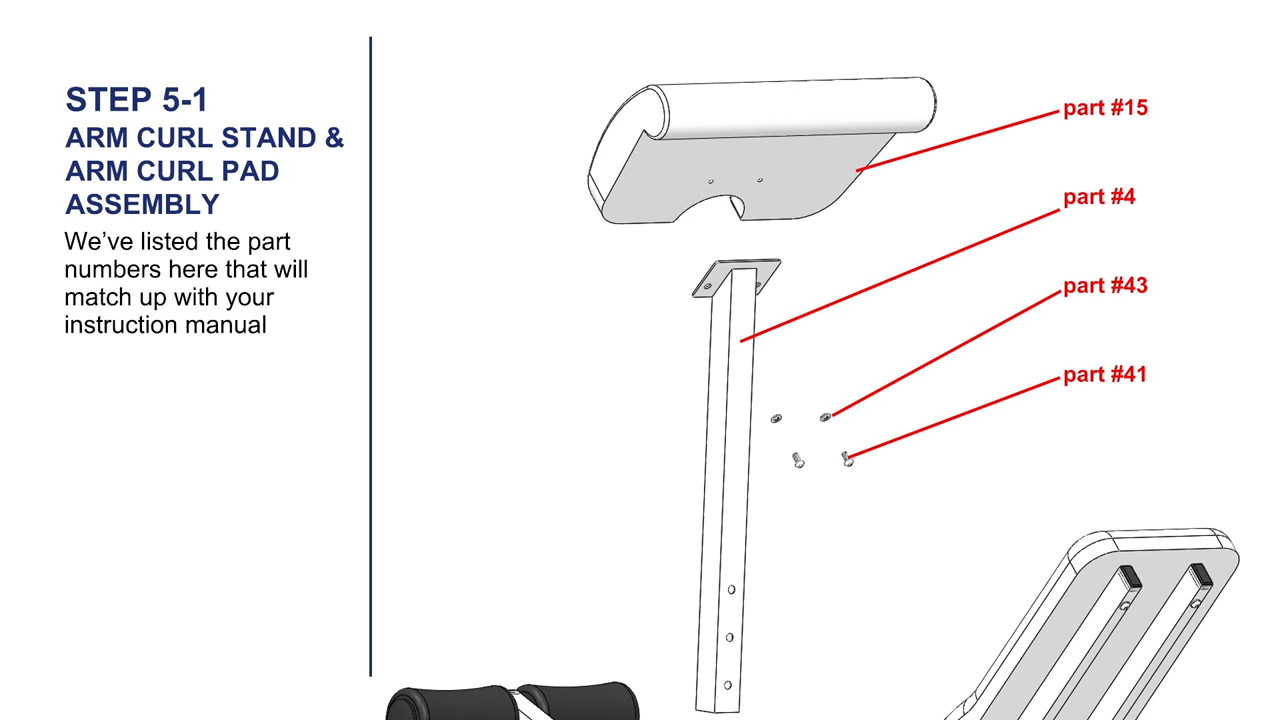 STEP 5-1
ARM CURL STAND &
ARM CURL PAD
ASSEMBLY
We’ve listed the part
numbers here that will
match up with your
instruction manual
part #15
part #4
part #43
part #41